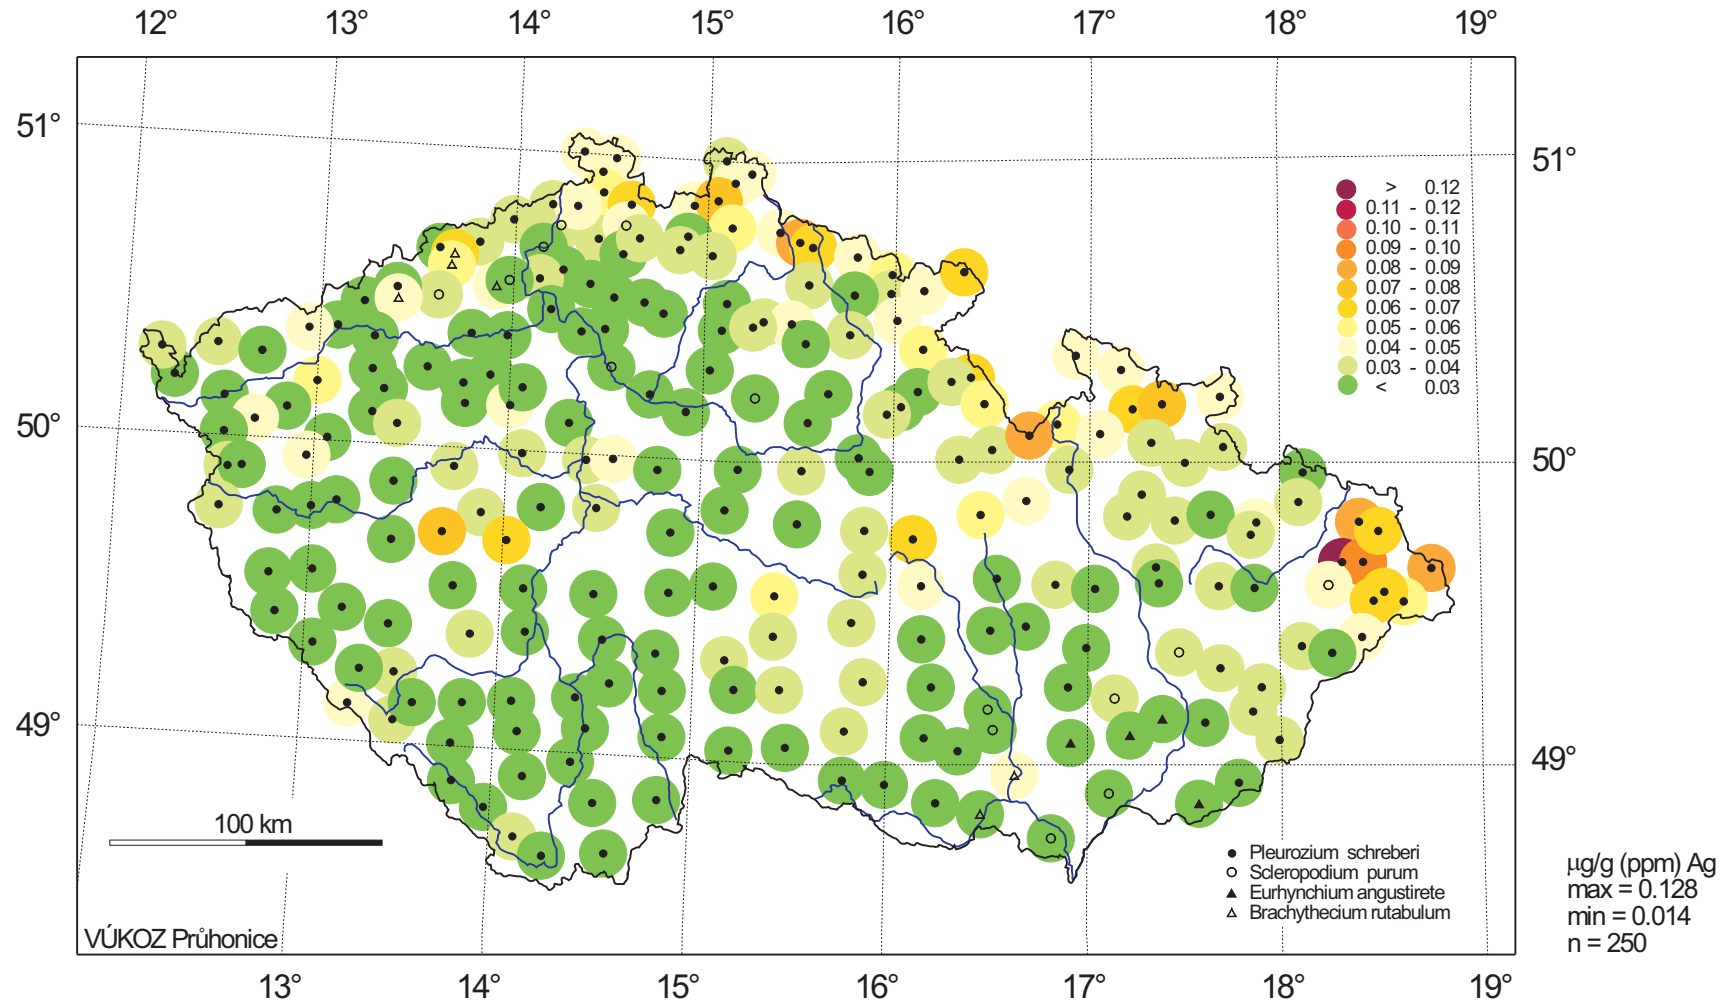 12° 13° 14° 15° 16° 17° 18° 19°
51° 51°
> 0.12
0.11 - 0.12
0.10 - 0.11
0.09 - 0.10
0.08 - 0.09
0.07 - 0.08
0.06 - 0.07
0.05 - 0.06
0.04 - 0.05
0.03 - 0.04
< 0.03
50° 50°
49° 49°
100 km
Pleurozium schreberi
Scleropodium purum
Eurhynchium angustirete
Brachythecium rutabulum
µg/g (ppm) Ag
max = 0.128
min = 0.014
n = 250
VÚKOZ Průhonice
13° 14° 15° 16° 17° 18° 19°